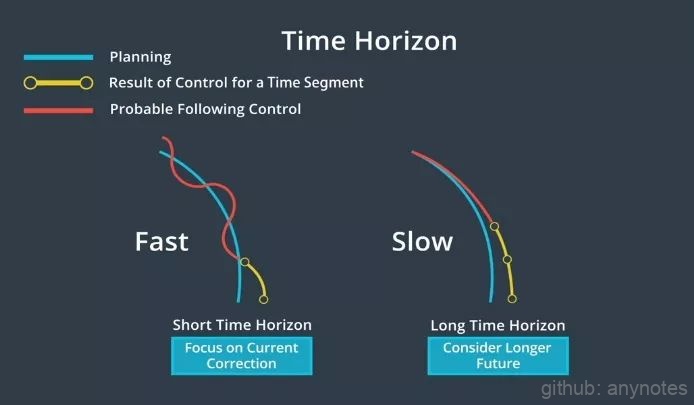 Time Horizon
Planning
Result of Control for a Time Segment
Probable Following Control
Fast
Slow
Short Time Horizon
Long Time Horizon
Focus on Current
Correction
Consider Longer
Future
github: anynotes